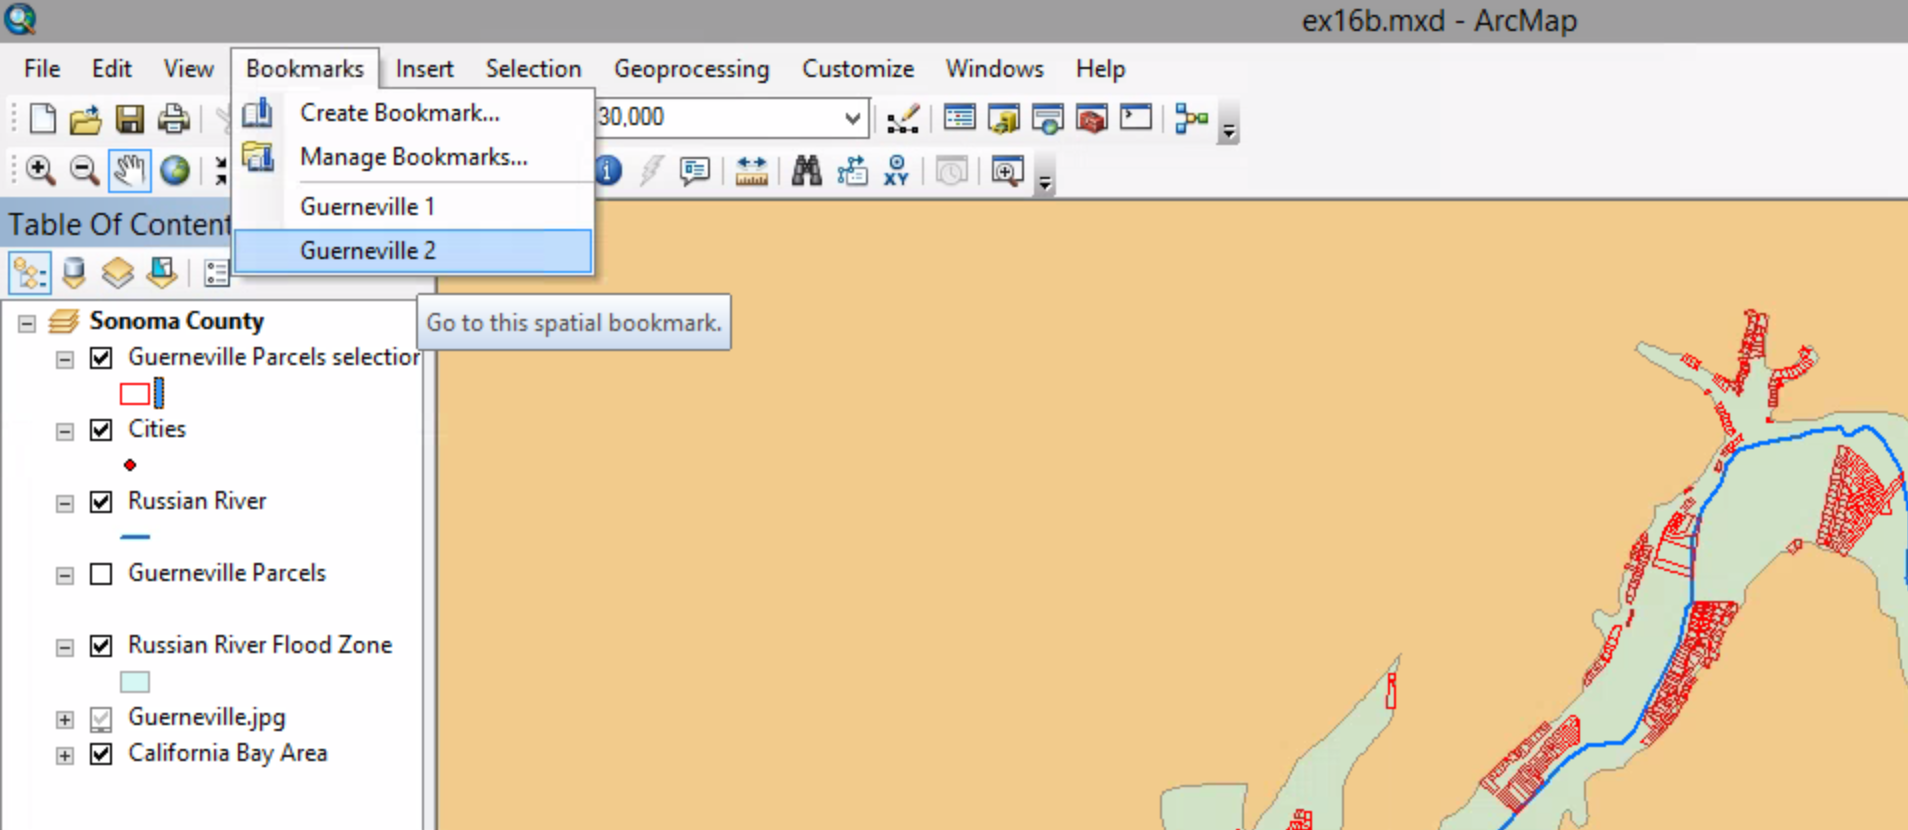 ex16b.mxd - ArcMap
File Edit View Bookmarks Insert Selection Geoprocessing Customize Windows Help
Create Bookmark...
30,000
Manage Bookmarks...
XY
Guerneville 1
Table Of Content
Guerneville 2
Go to this spatial bookmark.
Sonoma County
Guerneville Parcels selection
Cities
Russian River
Guerneville Parcels
Russian River Flood Zone
Guerneville.jpg
California Bay Area